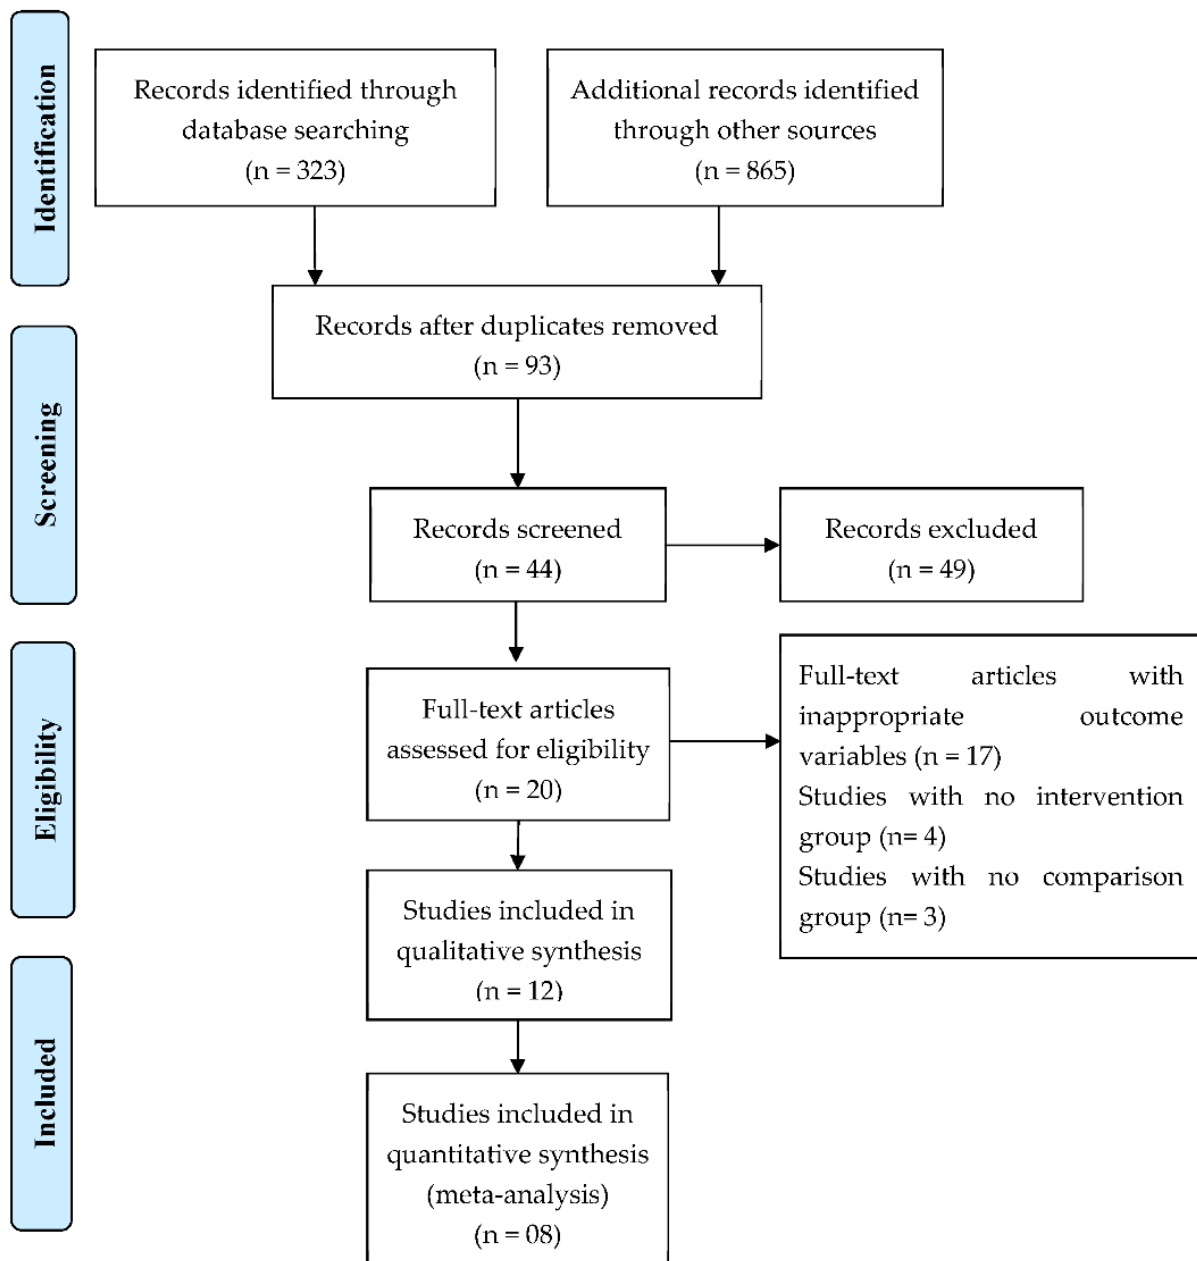 Identification
Records identified through
database searching
(n = 323)
Additional records identified
through other sources
(n = 865)
Records after duplicates removed
(n = 93)
Screening
Records screened
(n = 44)
Records excluded
(n = 49)
Eligibility
Full-text articles
assessed for eligibility
(n = 20)
Full-text articles with
inappropriate outcome
variables (n = 17)
Studies with no intervention
group (n= 4)
Studies with no comparison
group (n= 3)
Studies included in
qualitative synthesis
(n = 12)
Included
Studies included in
quantitative synthesis
(meta-analysis)
(n = 08)